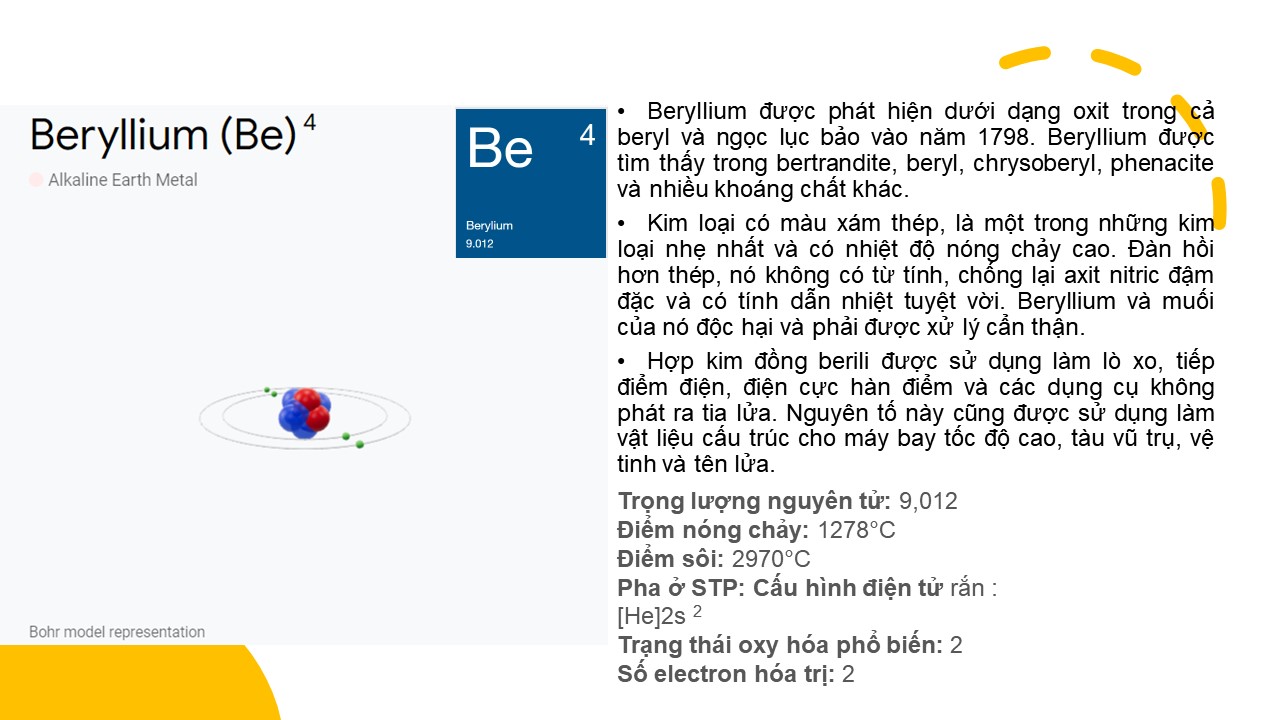 Beryllium (Be) 4
Alkaline Earth Metal
Be 4
Berylium
9.012
Bohr model representation
• Beryllium được phát hiện dưới dạng oxit trong cả
beryl và ngọc lục bảo vào năm 1798. Beryllium được
tìm thấy trong bertrandite, beryl, chrysoberyl, phenacite
và nhiều khoáng chất khác.
• Kim loại có màu xám thép, là một trong những kim
loại nhẹ nhất và có nhiệt độ nóng chảy cao. Đàn hồi
hơn thép, nó không có từ tính, chống lại axit nitric đậm
đặc và có tính dẫn nhiệt tuyệt vời. Beryllium và muối
của nó độc hại và phải được xử lý cẩn thận.
• Hợp kim đồng berili được sử dụng làm lò xo, tiếp
điểm điện, điện cực hàn điểm và các dụng cụ không
phát ra tia lửa. Nguyên tố này cũng được sử dụng làm
vật liệu cấu trúc cho máy bay tốc độ cao, tàu vũ trụ, vệ
tinh và tên lửa.
Trọng lượng nguyên tử: 9,012
Điểm nóng chảy: 1278°C
Điểm sôi: 2970°C
Pha ở STP: Cấu hình điện tử rắn :
[He]2s 2
Trạng thái oxy hóa phổ biến: 2
Số electron hóa trị: 2